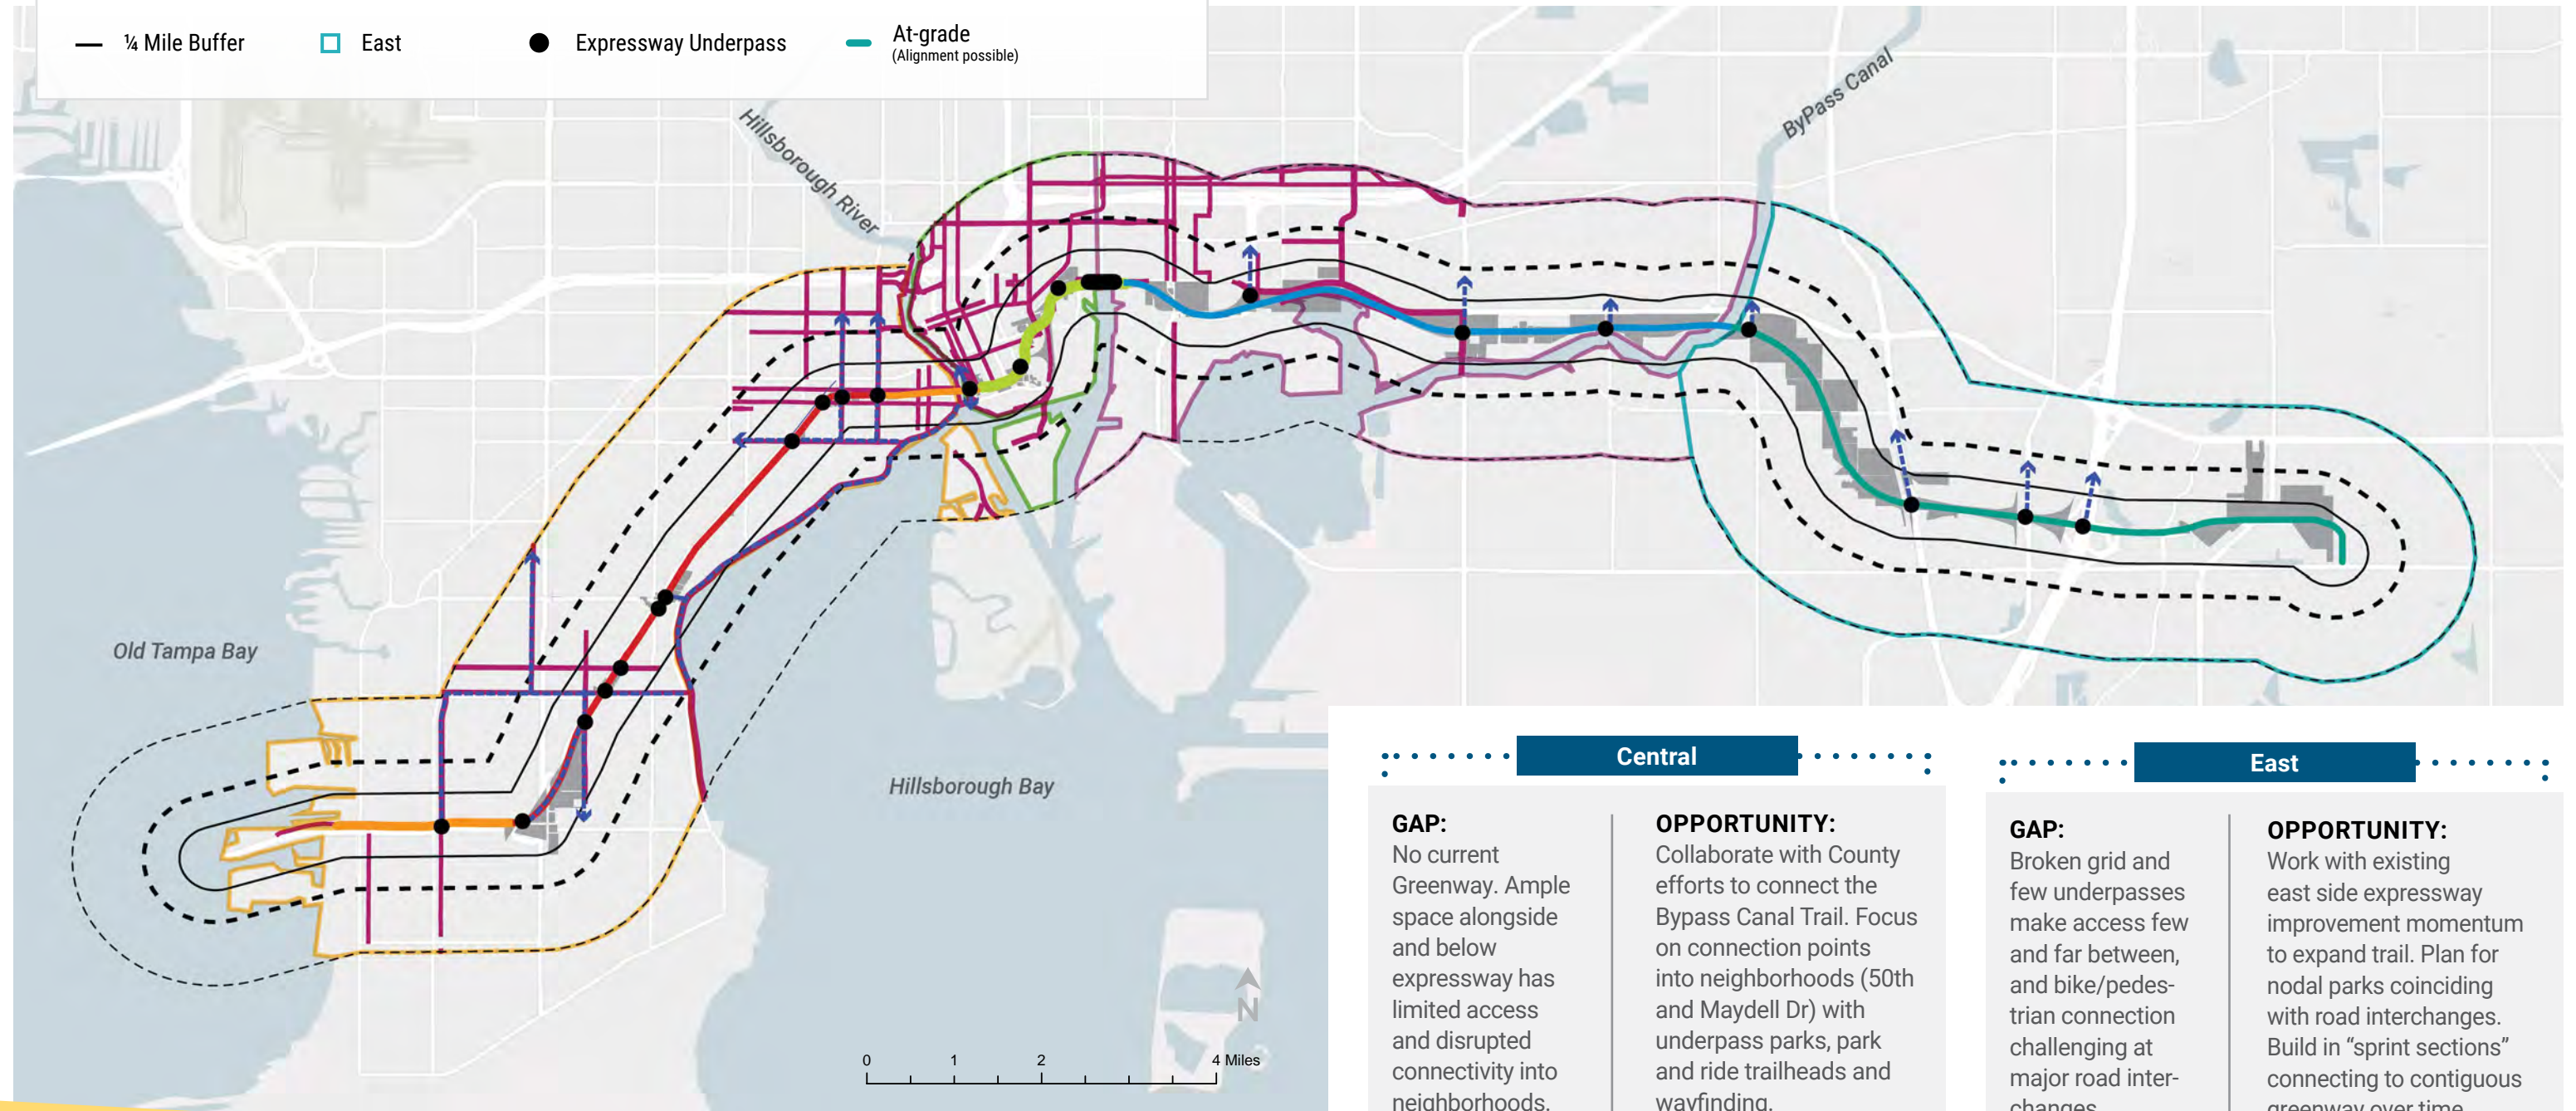 ¼ Mile Buffer
East
Expressway Underpass
At-grade
(Alignment possible)
Hillsborough River
ByPass Canal
Old Tampa Bay
Hillsborough Bay
N
0 1 2 4 Miles
Central
GAP:
No current
Greenway. Ample
space alongside
and below
expressway has
limited access
and disrupted
connectivity into
neighborhoods.
OPPORTUNITY:
Collaborate with County
efforts to connect the
Bypass Canal Trail. Focus
on connection points
into neighborhoods (50th
and Maydell Dr) with
underpass parks, park
and ride trailheads and
wayfinding.
East
GAP:
Broken grid and
few underpasses
make access few
and far between,
and bike/pedes-
trian connection
challenging at
major road inter-
changes
OPPORTUNITY:
Work with existing
east side expressway
improvement momentum
to expand trail. Plan for
nodal parks coinciding
with road interchanges.
Build in “sprint sections”
connecting to contiguous
greenway over time